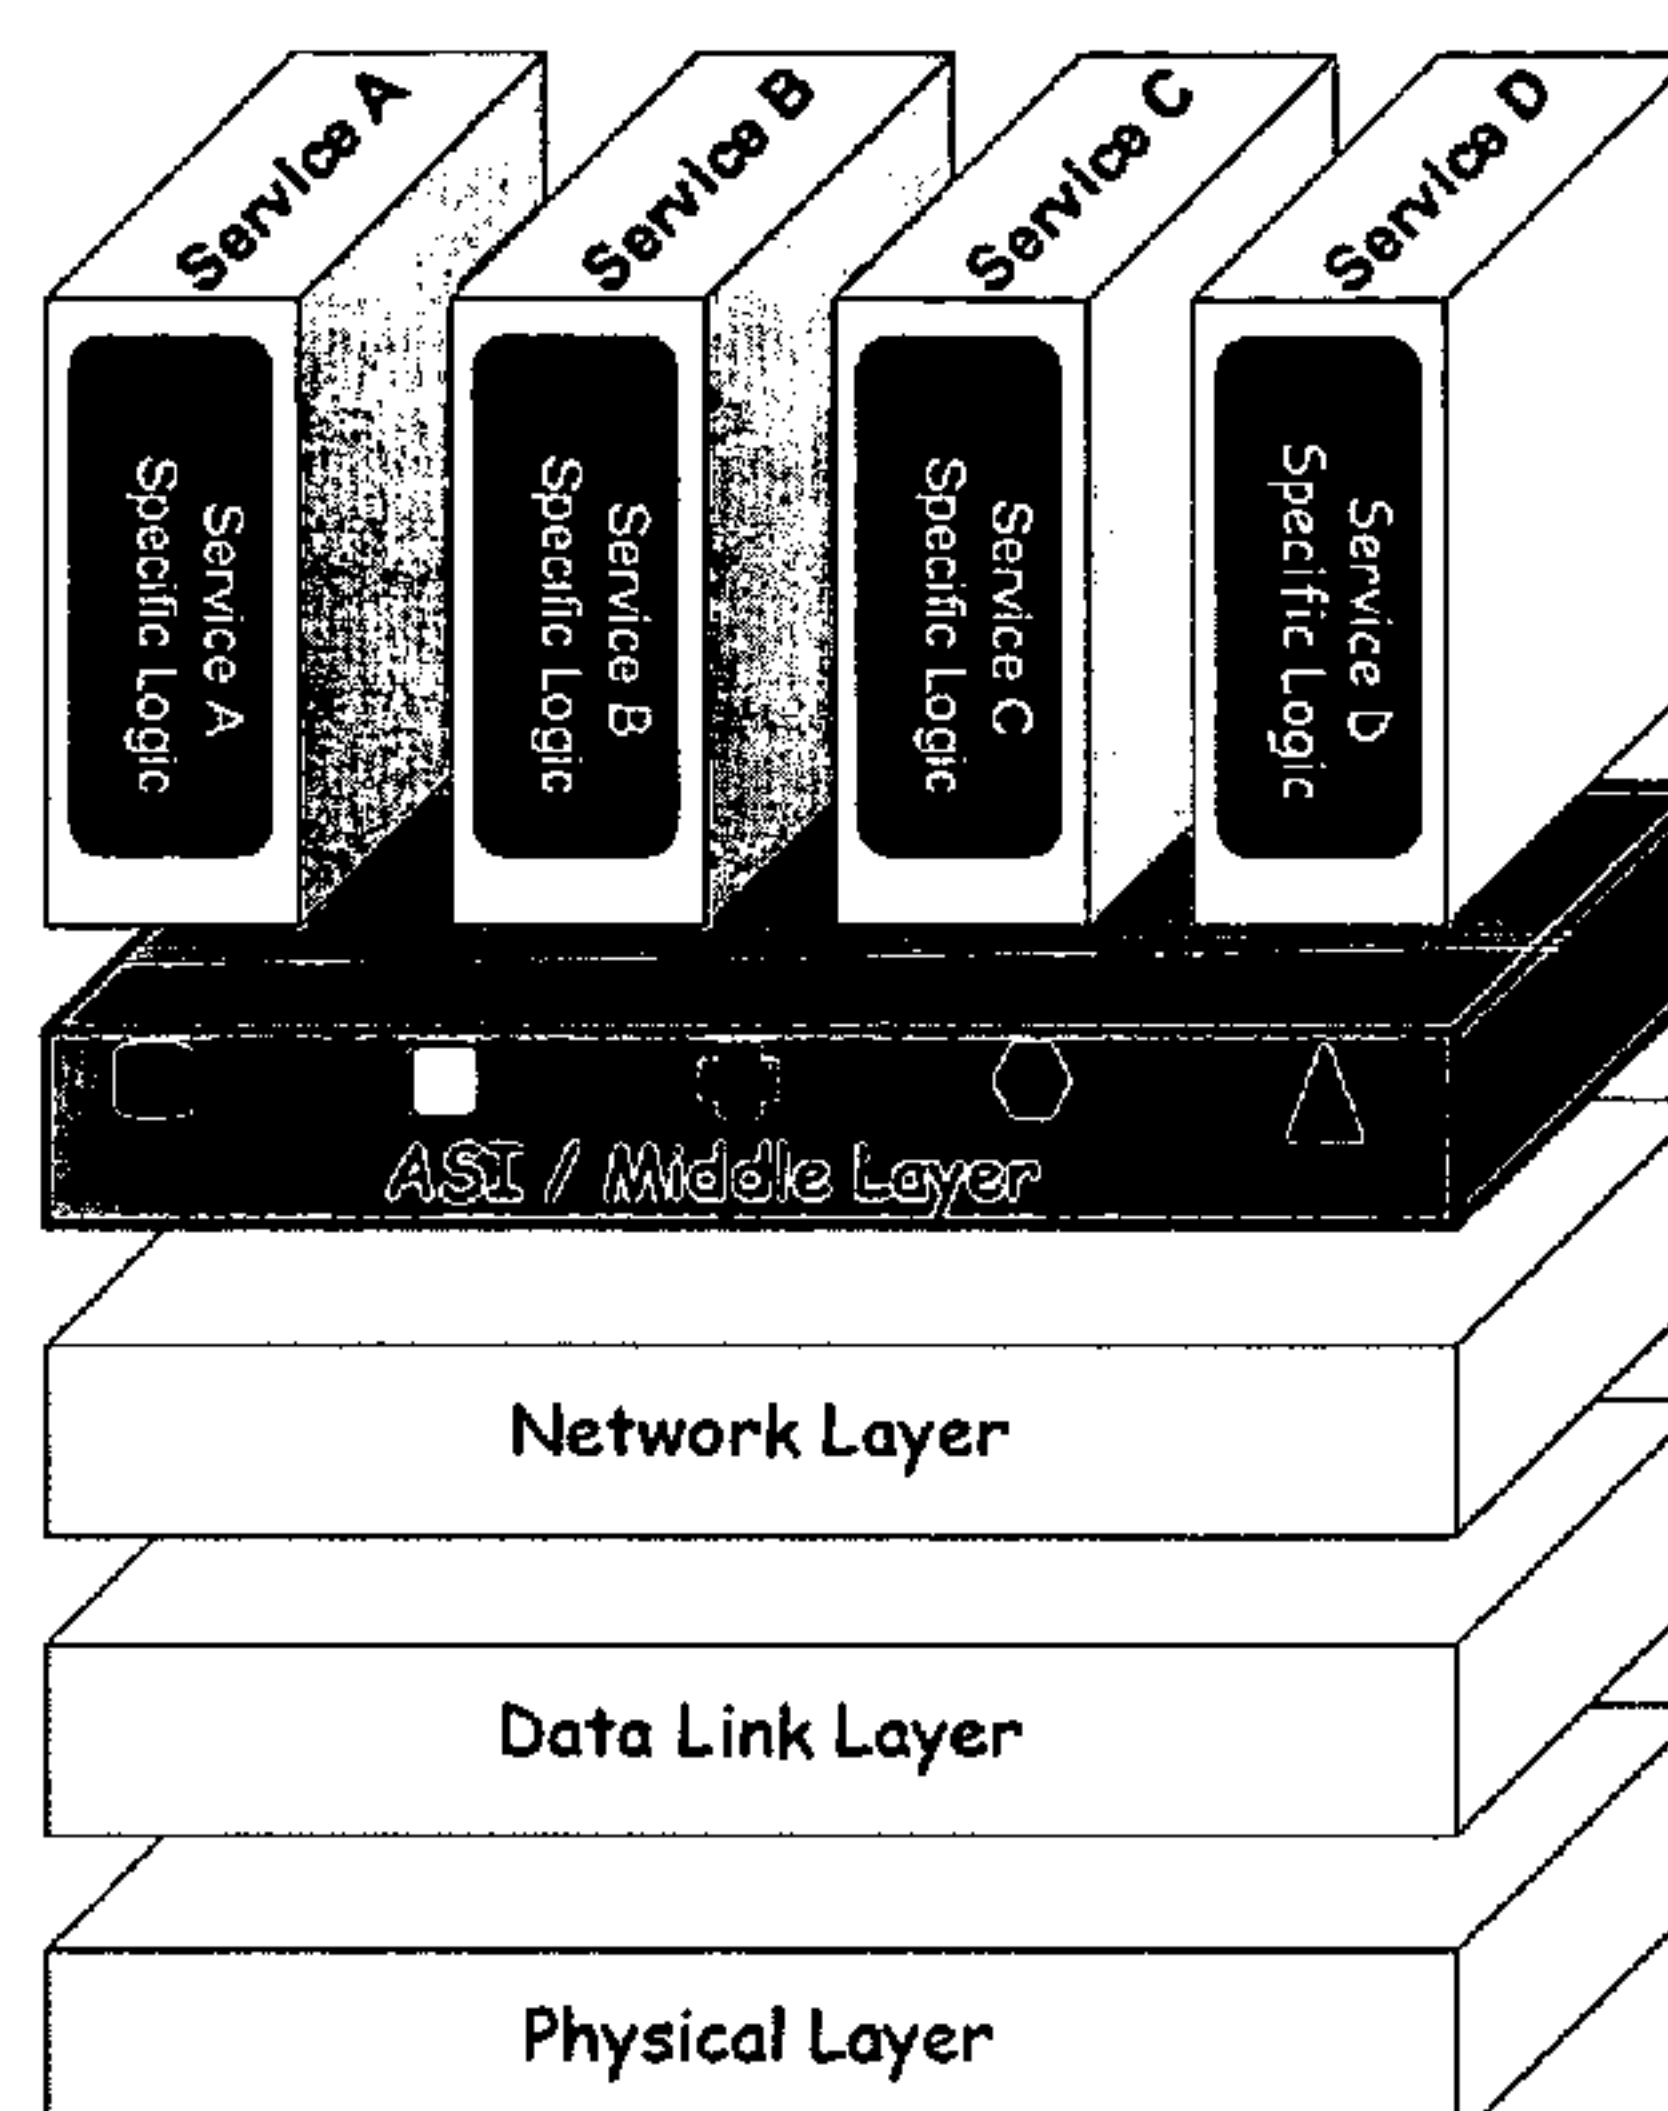 Service A
Service B
Service C
Service D
Service A
Specific Logic
Service B
Specific Logic
Service C
Specific Logic
Service D
Specific Logic
ASI / Middle Layer
Network Layer
Data Link Layer
Physical Layer